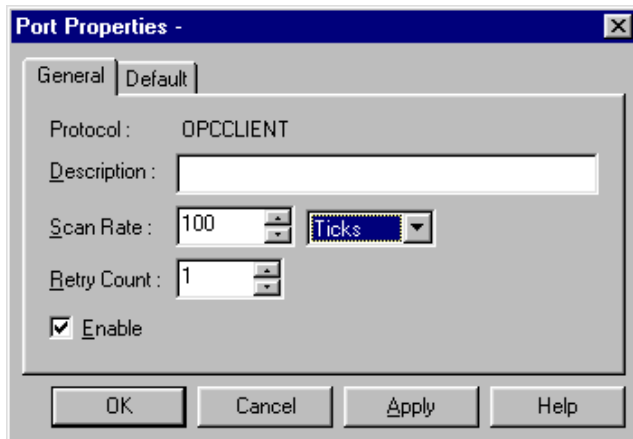 Port Properties -
General Default
Protocol : OPCCLIENT
Description :
Scan Rate : 100 Ticks
Retry Count : 1
Enable
OK Cancel Apply Help